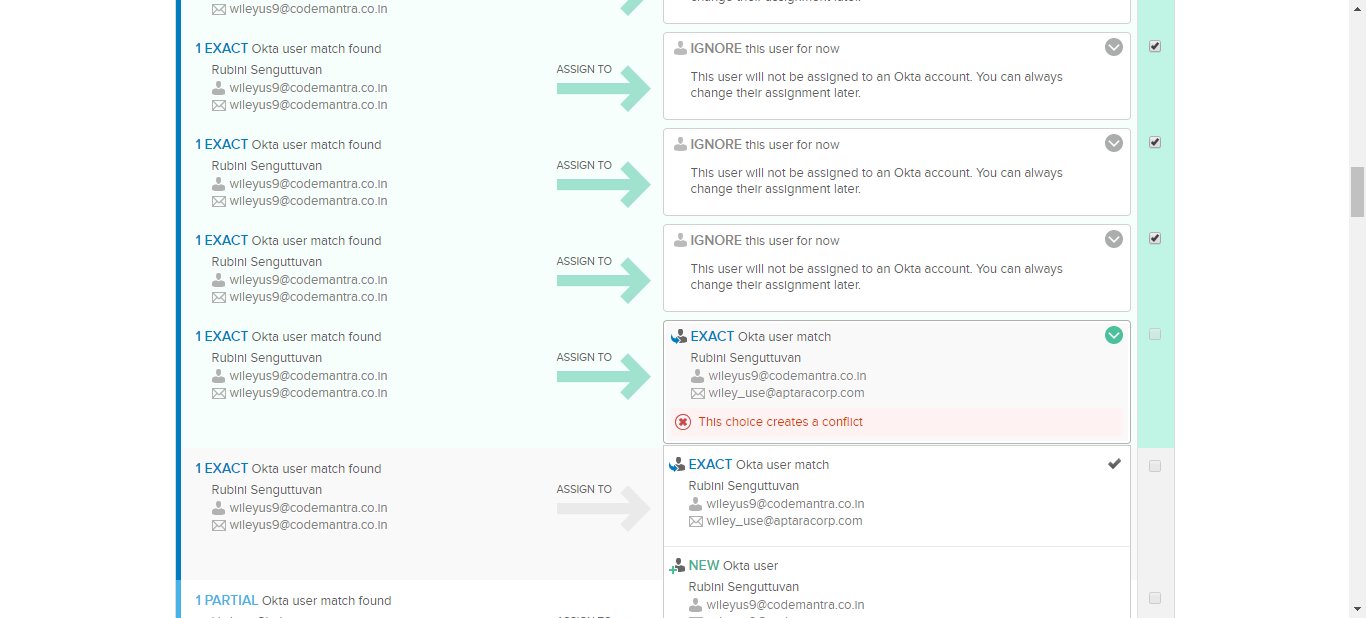 wileyus9@codemantra.co.in
change their assignment later.
1 EXACT Okta user match found
Rubini Senguttuvan
wileyus9@codemantra.co.in
wileyus9@codemantra.co.in
ASSIGN TO
IGNORE this user for now
This user will not be assigned to an Okta account. You can always
change their assignment later.
1 EXACT Okta user match found
Rubini Senguttuvan
wileyus9@codemantra.co.in
wileyus9@codemantra.co.in
ASSIGN TO
IGNORE this user for now
This user will not be assigned to an Okta account. You can always
change their assignment later.
1 EXACT Okta user match found
Rubini Senguttuvan
wileyus9@codemantra.co.in
wileyus9@codemantra.co.in
ASSIGN TO
IGNORE this user for now
This user will not be assigned to an Okta account. You can always
change their assignment later.
1 EXACT Okta user match found
Rubini Senguttuvan
wileyus9@codemantra.co.in
wileyus9@codemantra.co.in
ASSIGN TO
EXACT Okta user match
Rubini Senguttuvan
wileyus9@codemantra.co.in
wiley_use@aptaracorp.com
This choice creates a conflict
1 EXACT Okta user match found
Rubini Senguttuvan
wileyus9@codemantra.co.in
wileyus9@codemantra.co.in
ASSIGN TO
EXACT Okta user match
Rubini Senguttuvan
wileyus9@codemantra.co.in
wiley_use@aptaracorp.com
NEW Okta user
Rubini Senguttuvan
wileyus9@codemantra.co.in
1 PARTIAL Okta user match found